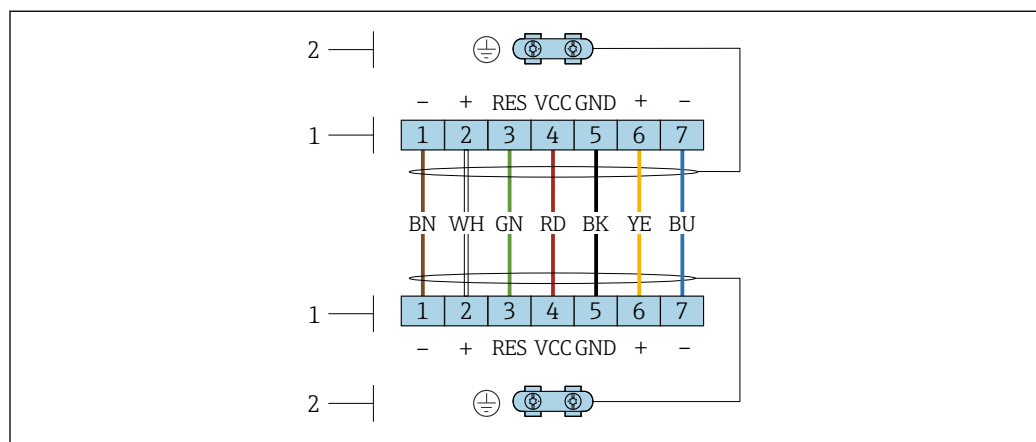 2
– + RES VCC GND + –
1 1 2 3 4 5 6 7
BN WH GN RD BK YE BU
1 1 2 3 4 5 6 7
– + RES VCC GND + –
2